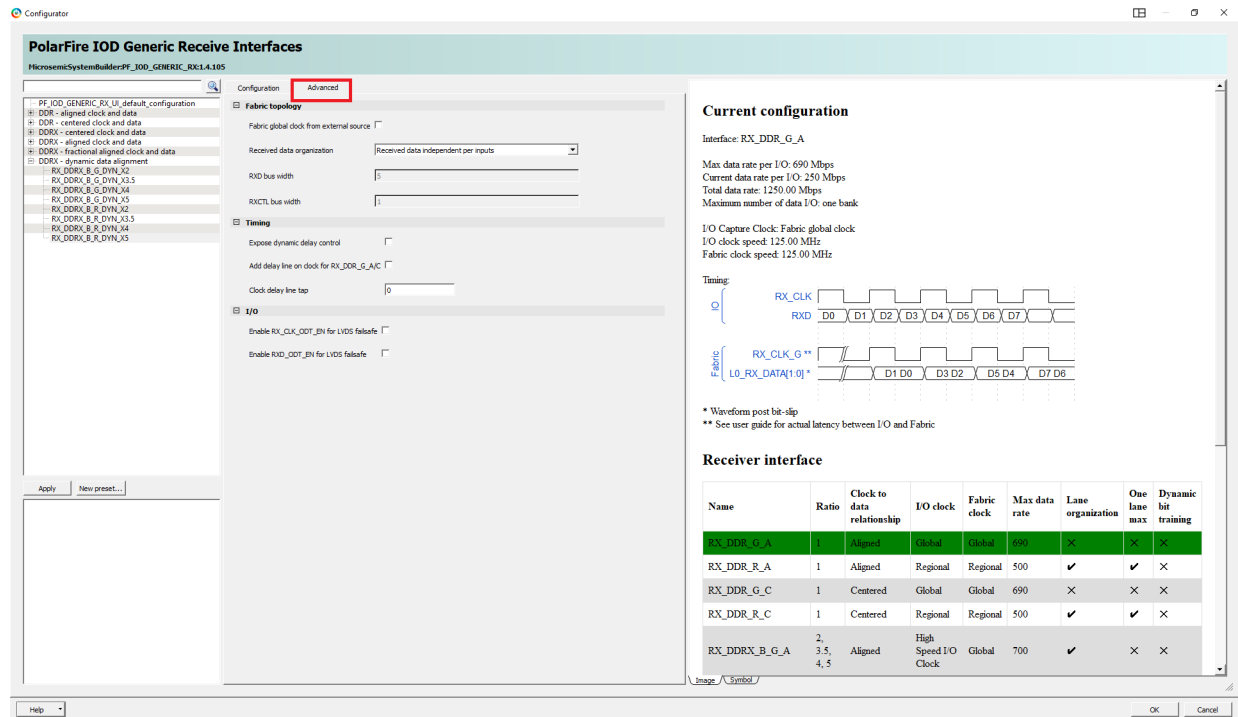 Configurator
PolarFire IOD Generic Receive Interfaces
Microsemi:SystemBuilder:PF_IOD_GENERIC_RX:1.4.105
PF_IOD_GENERIC_RX_UI_default_configuration
DDR - aligned clock and data
DDR - centered clock and data
DDRX - centered clock and data
DDRX - aligned clock and data
DDRX - fractional aligned clock and data
DDRX - dynamic data alignment
RX_DDRX_B_G_DYN_X2
RX_DDRX_B_G_DYN_X3.5
RX_DDRX_B_G_DYN_X4
RX_DDRX_B_G_DYN_X5
RX_DDRX_B_R_DYN_X2
RX_DDRX_B_R_DYN_X3.5
RX_DDRX_B_R_DYN_X4
RX_DDRX_B_R_DYN_X5
Apply New preset...
Configuration Advanced
Fabric topology
Fabric global clock from external source
Received data organization Received data independent per inputs
RXD bus width 5
RXCTL bus width 1
Timing
Expose dynamic delay control
Add delay line on clock for RX_DDR_G_A/C
Clock delay line tap 0
I/O
Enable RX_CLK_ODT_EN for LVDS failsafe
Enable RXD_ODT_EN for LVDS failsafe
Current configuration
Interface: RX_DDR_G_A
Max data rate per I/O: 690 Mbps
Current data rate per I/O: 250 Mbps
Total data rate: 1250.00 Mbps
Maximum number of data I/O: one bank
I/O Capture Clock: Fabric global clock
I/O clock speed: 125.00 MHz
Fabric clock speed: 125.00 MHz
Timing:
IO
RX_CLK
RXD D0 D1 D2 D3 D4 D5 D6 D7
Fabric
RX_CLK_G **
L0_RX_DATA[1:0] * D1 D0 D3 D2 D5 D4 D7 D6
* Waveform post bit-slip
** See user guide for actual latency between I/O and Fabric
Receiver interface
Name Ratio Clock to data relationship I/O clock Fabric clock Max data rate Lane organization One lane max Dynamic bit training
RX_DDR_G_A 1 Aligned Global Global 690 ✕ ✕ ✕
RX_DDR_R_A 1 Aligned Regional Regional 500 ✔ ✔ ✕
RX_DDR_G_C 1 Centered Global Global 690 ✕ ✕ ✕
RX_DDR_R_C 1 Centered Regional Regional 500 ✔ ✔ ✕
RX_DDRX_B_G_A 2, 3.5, 4, 5 Aligned High Speed I/O Clock Global 700 ✔ ✕ ✕
Image Symbol
Help OK Cancel